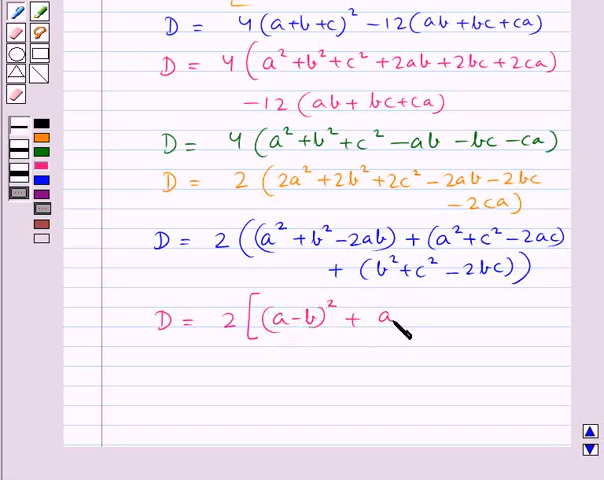 D = 4(a+b+c)² -12(ab+bc+ca)
D = 4(a²+b²+c²+2ab+2bc+2ca)
-12(ab+bc+ca)
D = 4(a²+b²+c²-ab-bc-ca)
D = 2(2a²+2b²+2c²-2ab-2bc
-2ca)
D = 2((a²+b²-2ab)+(a²+c²-2ac)
+(b²+c²-2bc))
D = 2[(a-b)²+ a